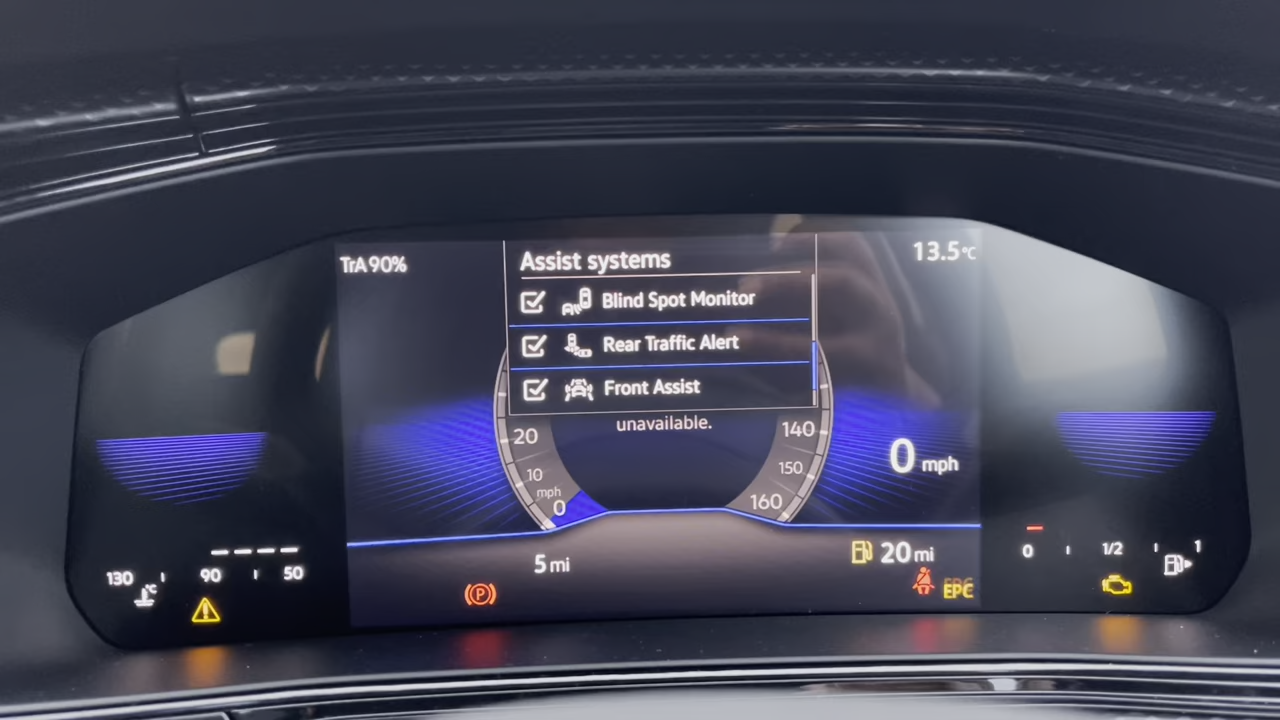 TrA 90%
13.5°C
Assist systems
Blind Spot Monitor
Rear Traffic Alert
Front Assist
unavailable.
20
10
mph
0
140
150
160
0 mph
5 mi
20 mi
130
90
50
°C
P
EPC
0
1/2
1